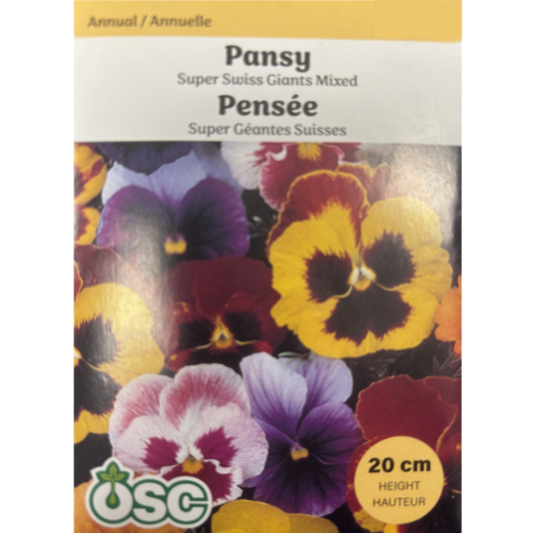 Annual / Annuelle
Pansy
Super Swiss Giants Mixed
Pensée
Super Géantes Suisses
20 cm
HEIGHT
HAUTEUR
OSC